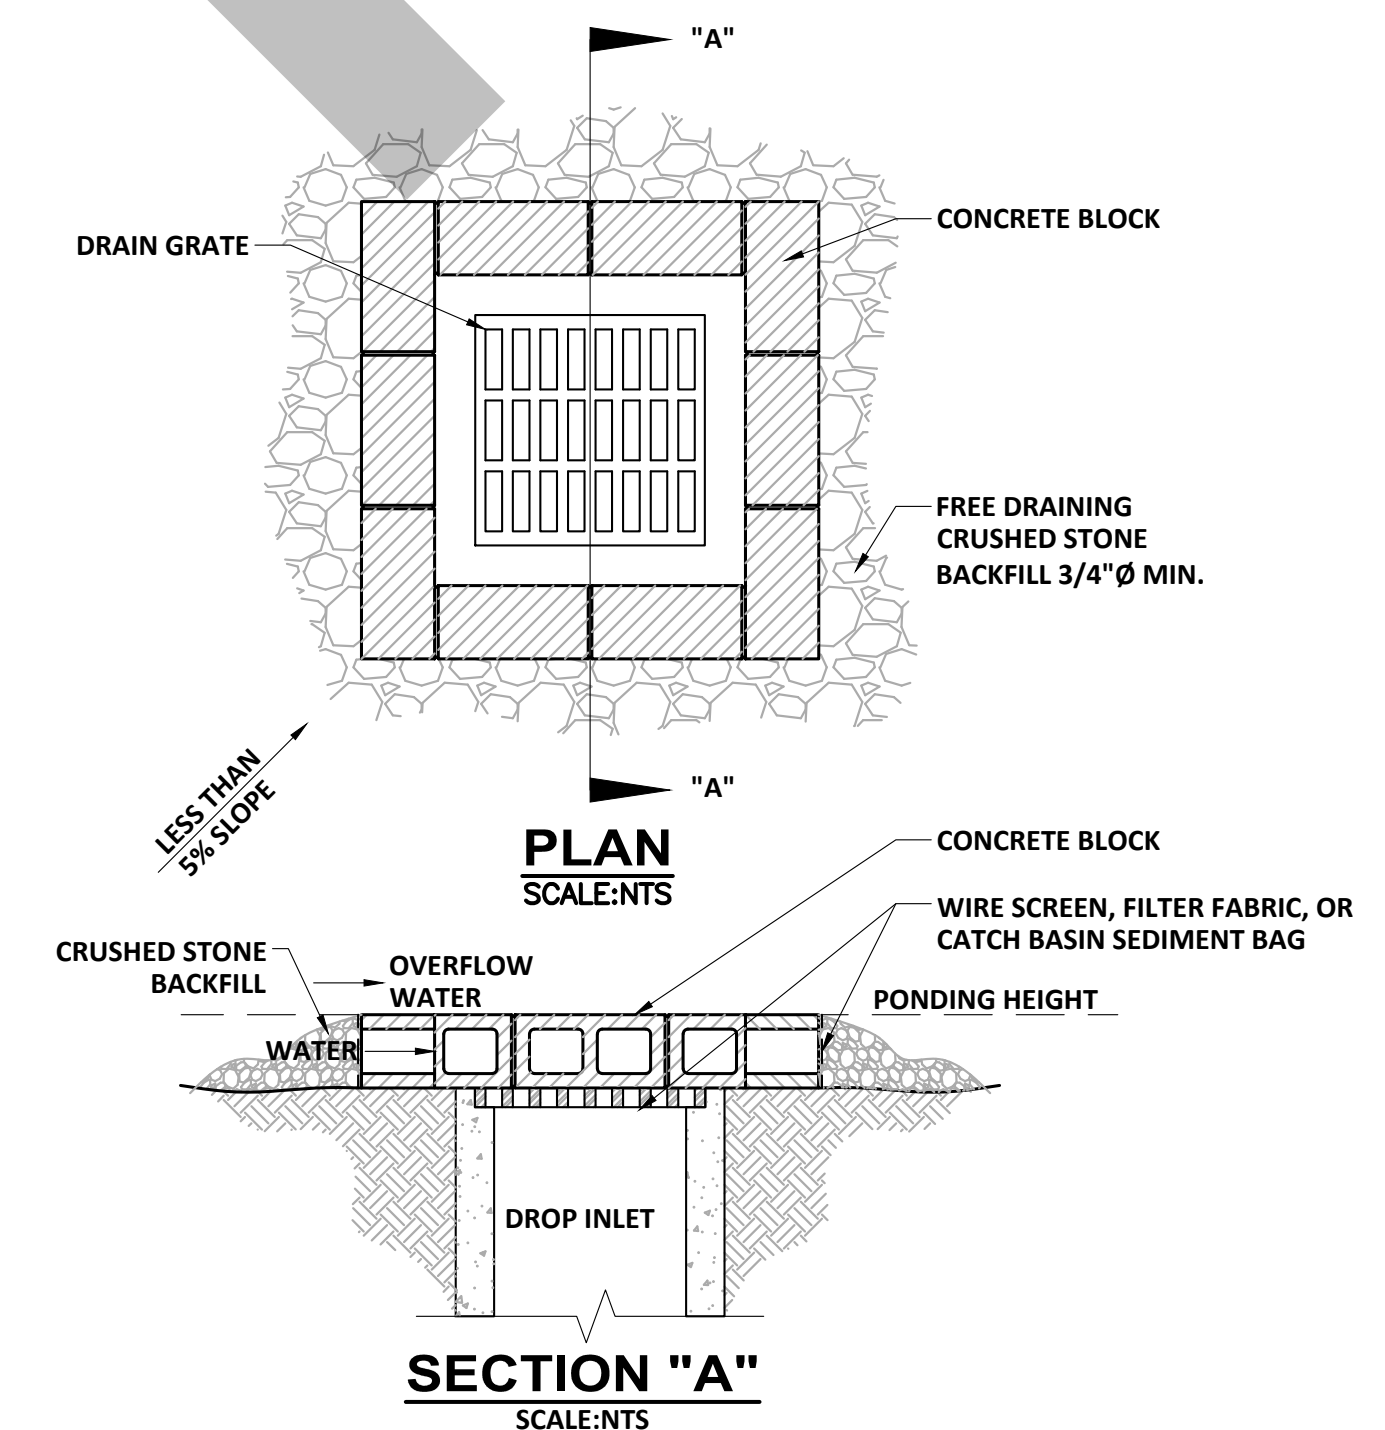 "A"
CONCRETE BLOCK
DRAIN GRATE
FREE DRAINING
CRUSHED STONE
BACKFILL 3/4"Ø MIN.
LESS THAN
5% SLOPE
"A"
PLAN
SCALE:NTS
CONCRETE BLOCK
WIRE SCREEN, FILTER FABRIC, OR
CATCH BASIN SEDIMENT BAG
CRUSHED STONE
BACKFILL
OVERFLOW
WATER
PONDING HEIGHT
WATER
DROP INLET
SECTION "A"
SCALE:NTS